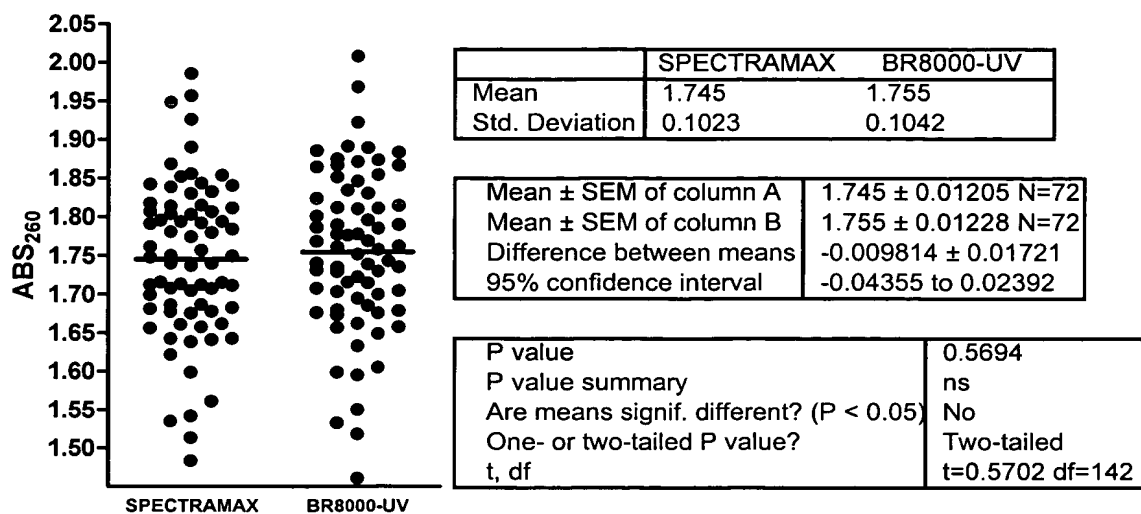 2.05
2.00
1.95
1.90
1.85
1.80
1.75
1.70
1.65
1.60
1.55
1.50
ABS260
SPECTRAMAX BR8000-UV
SPECTRAMAX BR8000-UV
Mean 1.745 1.755
Std. Deviation 0.1023 0.1042
Mean ± SEM of column A 1.745 ± 0.01205 N=72
Mean ± SEM of column B 1.755 ± 0.01228 N=72
Difference between means -0.009814 ± 0.01721
95% confidence interval -0.04355 to 0.02392
P value 0.5694
P value summary ns
Are means signif. different? (P < 0.05) No
One- or two-tailed P value? Two-tailed
t, df t=0.5702 df=142